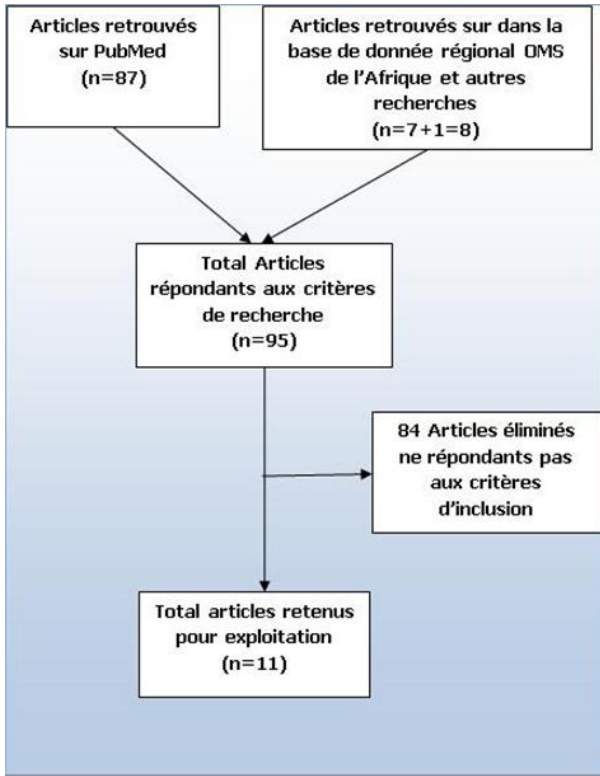 Articles retrouvés
sur PubMed
(n=87)
Articles retrouvés sur dans la
base de donnée régional OMS
de l'Afrique et autres
recherches
(n=7+1=8)
Total Articles
répondants aux critères
de recherche
(n=95)
84 Articles éliminés
ne répondants pas
aux critères
d'inclusion
Total articles retenus
pour exploitation
(n=11)